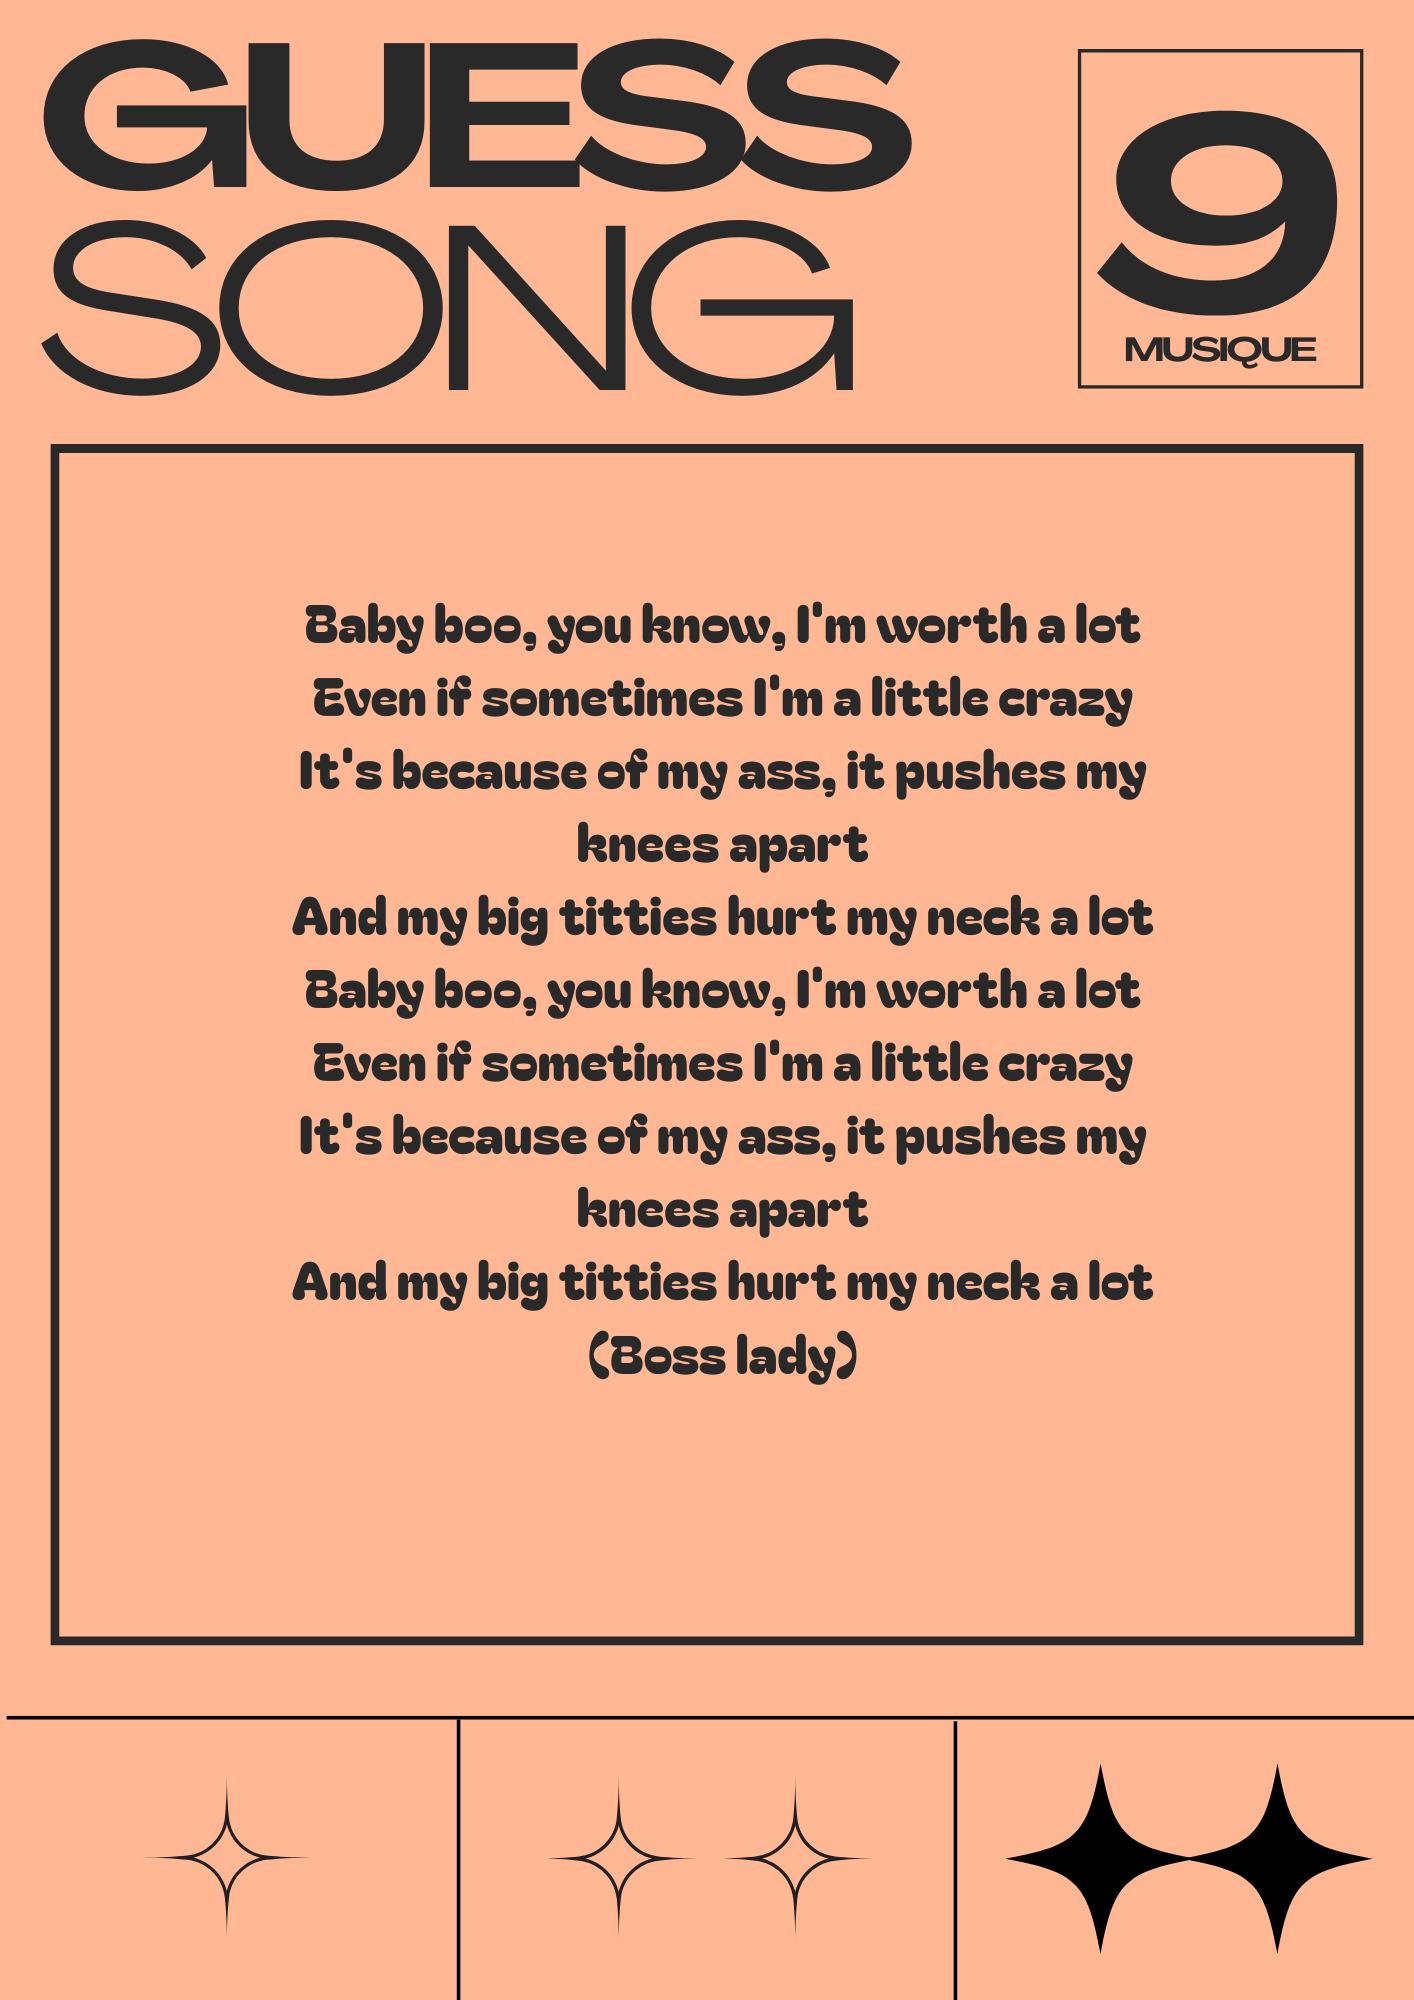 GUESS
SONG
9
MUSIQUE
Baby boo, you know, I'm worth a lot
Even if sometimes I'm a little crazy
It's because of my ass, it pushes my
knees apart
And my big titties hurt my neck a lot
Baby boo, you know, I'm worth a lot
Even if sometimes I'm a little crazy
It's because of my ass, it pushes my
knees apart
And my big titties hurt my neck a lot
(Boss lady)